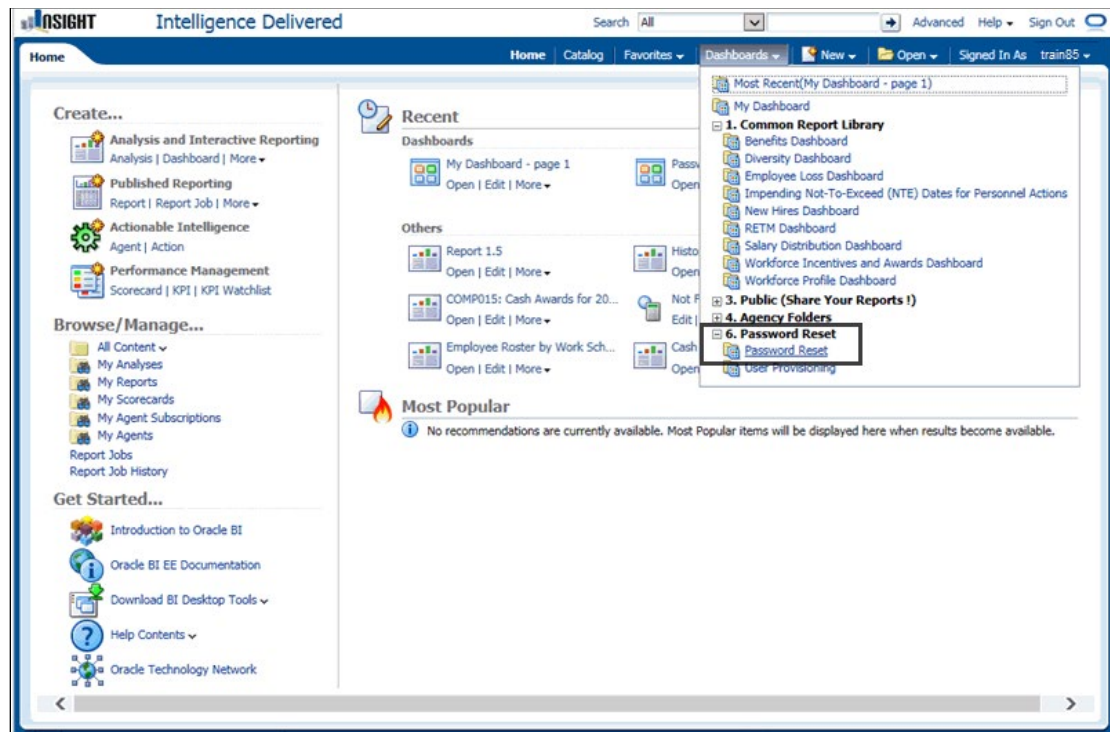 INSIGHT Intelligence Delivered
Search All Advanced Help Sign Out
Home
Home Catalog Favorites Dashboards New Open Signed In As train85
Most Recent(My Dashboard - page 1)
My Dashboard
1. Common Report Library
Benefits Dashboard
Diversity Dashboard
Employee Loss Dashboard
Impending Not-To-Exceed (NTE) Dates for Personnel Actions
New Hires Dashboard
RETM Dashboard
Salary Distribution Dashboard
Workforce Incentives and Awards Dashboard
Workforce Profile Dashboard
3. Public (Share Your Reports !)
4. Agency Folders
6. Password Reset
Password Reset
User Provisioning
Create...
Analysis and Interactive Reporting
Analysis | Dashboard | More
Published Reporting
Report | Report Job | More
Actionable Intelligence
Agent | Action
Performance Management
Scorecard | KPI | KPI Watchlist
Browse/Manage...
All Content
My Analyses
My Reports
My Scorecards
My Agent Subscriptions
My Agents
Report Jobs
Report Job History
Get Started...
Introduction to Oracle BI
Oracle BI EE Documentation
Download BI Desktop Tools
Help Contents
Oracle Technology Network
Recent
Dashboards
My Dashboard - page 1
Open | Edit | More
Passw
Open
Others
Report 1.5
Open | Edit | More
Histo
Open
COMP015: Cash Awards for 20...
Open | Edit | More
Not F
Edit |
Employee Roster by Work Sch...
Open | Edit | More
Cash
Open
Most Popular
No recommendations are currently available. Most Popular items will be displayed here when results become available.